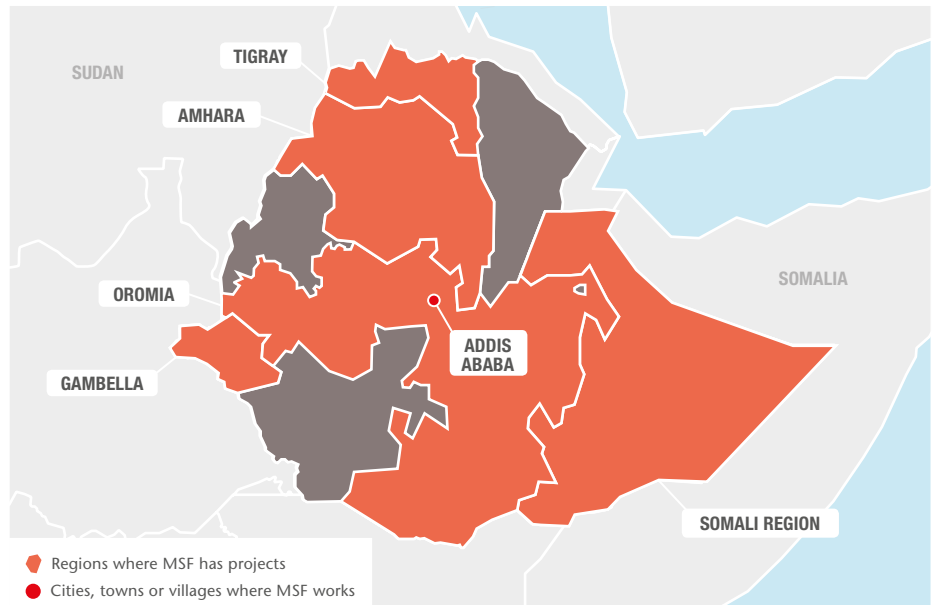 TIGRAY
SUDAN
AMHARA
SOMALIA
OROMIA
ADDIS
ABABA
GAMBELLA
SOMALI REGION
Regions where MSF has projects
Cities, towns or villages where MSF works